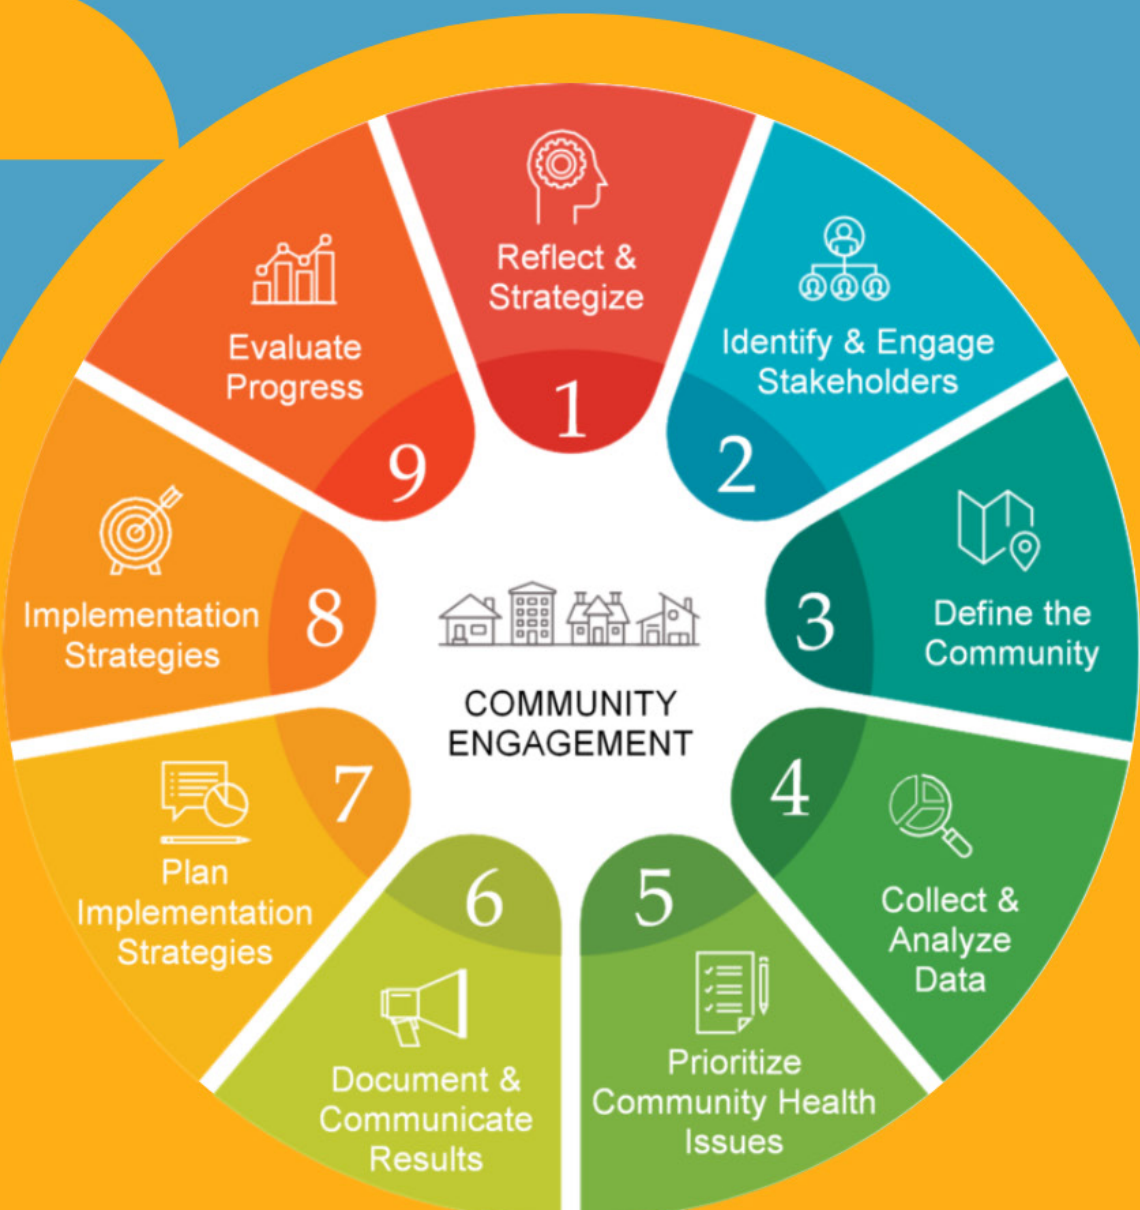 Reflect &
Strategize
1
Identify & Engage
Stakeholders
2
Define the
Community
3
Collect &
Analyze
Data
4
Prioritize
Community Health
Issues
5
Document &
Communicate
Results
6
Plan
Implementation
Strategies
7
Implementation
Strategies
8
Evaluate
Progress
9
COMMUNITY
ENGAGEMENT